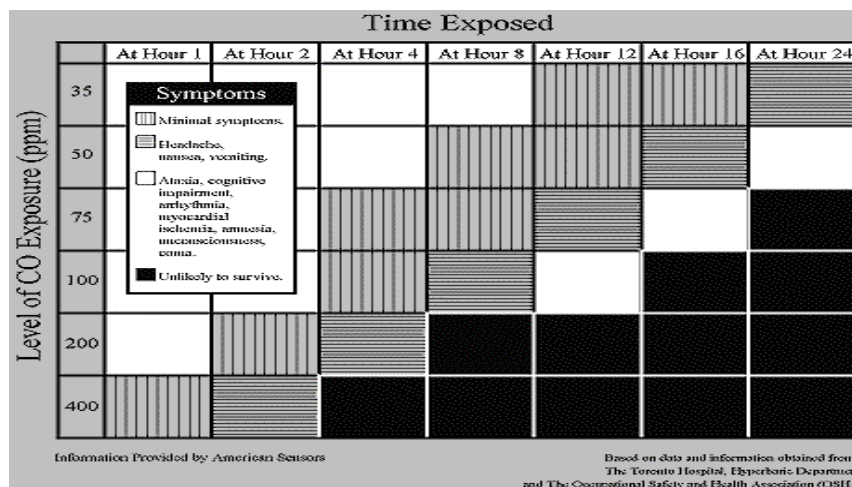 Time Exposed
At Hour 1 At Hour 2 At Hour 4 At Hour 8 At Hour 12 At Hour 16 At Hour 24
Level of CO Exposure (ppm)
35
50
75
100
200
400
Symptoms
Minimal symptoms.
Headache,
nausea, vomiting.
Ataxia, cognitive
impairment,
arrhythmia,
myocardial
ischemia, amnesia,
unconsciousness,
coma.
Unlikely to survive.
Information Provided by American Sensors
Based on data and information obtained from
The Toronto Hospital, Hyperbaric Departme
and The Occupational Safety and Health Association (OSH